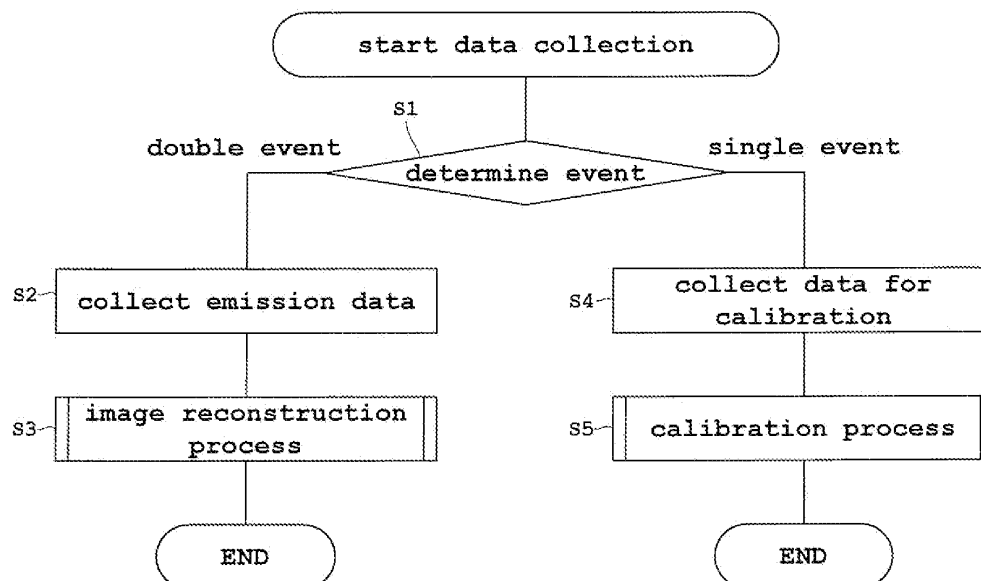 start data collection
S1
double event
single event
determine event
S2
collect emission data
S4
collect data for
calibration
S3
image reconstruction
process
S5
calibration process
END
END